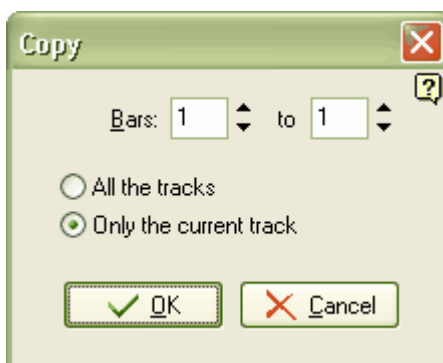 Copy
?
Bars: 1 to 1
All the tracks
Only the current track
OK Cancel